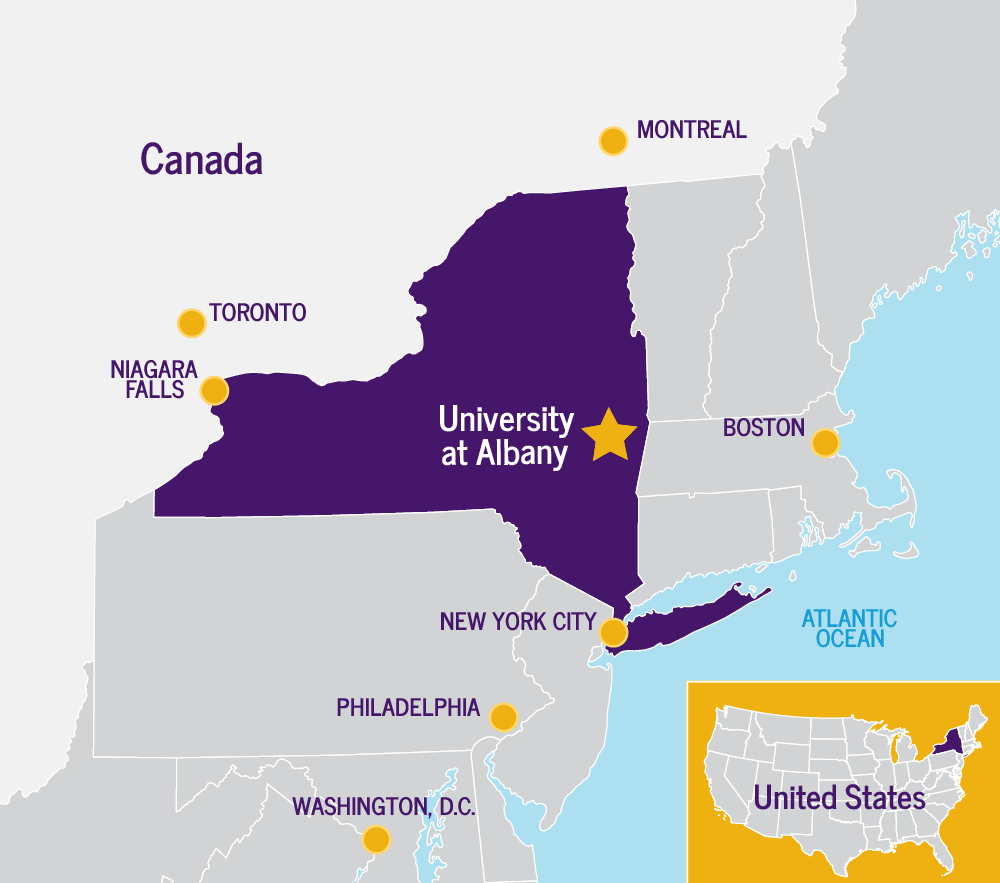 MONTREAL
Canada
TORONTO
NIAGARA
FALLS
University
at Albany
BOSTON
NEW YORK CITY
ATLANTIC
OCEAN
PHILADELPHIA
WASHINGTON, D.C.
United States